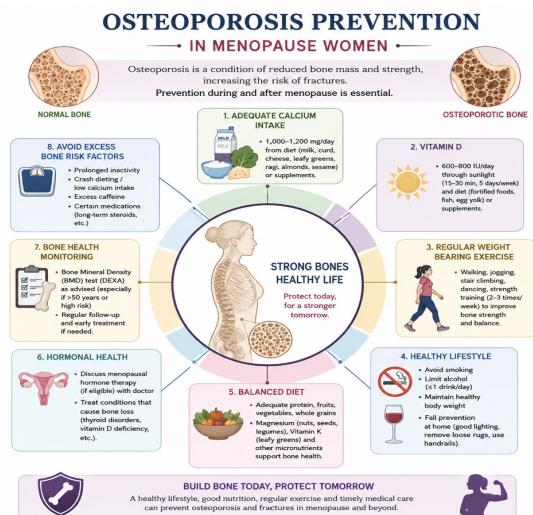 OSTEOPOROSIS PREVENTION
IN MENOPAUSE WOMEN
Osteoporosis is a condition of reduced bone mass and strength,
increasing the risk of fractures.
Prevention during and after menopause is essential.
NORMAL BONE
OSTEOPOROTIC BONE
1. ADEQUATE CALCIUM
INTAKE
MILK
MILK
• 1,000–1,200 mg/day
from diet (milk, curd,
cheese, leafy greens,
ragi, almonds, sesame)
or supplements.
2. VITAMIN D
• 600–800 IU/day
through sunlight
(15–30 min, 5 days/week)
and diet (fortified foods,
fish, egg yolk) or
supplements.
3. REGULAR WEIGHT
BEARING EXERCISE
• Walking, jogging,
stair climbing,
dancing, strength
training (2–3 times/
week) to improve
bone strength
and balance.
4. HEALTHY LIFESTYLE
• Avoid smoking
• Limit alcohol
(≤1 drink/day)
• Maintain healthy
body weight
• Fall prevention
at home (good lighting,
remove loose rugs, use
handrails).
5. BALANCED DIET
• Adequate protein, fruits,
vegetables, whole grains
• Magnesium (nuts, seeds,
legumes), Vitamin K
(leafy greens) and
other micronutrients
support bone health.
6. HORMONAL HEALTH
• Discuss menopausal
hormone therapy
(if eligible) with doctor
• Treat conditions that
cause bone loss
(thyroid disorders,
vitamin D deficiency,
etc.).
7. BONE HEALTH
MONITORING
• Bone Mineral Density
(BMD) test (DEXA)
as advised (especially
if >50 years or
high risk)
• Regular follow-up
and early treatment
if needed.
8. AVOID EXCESS
BONE RISK FACTORS
• Prolonged inactivity
• Crash dieting /
low calcium intake
• Excess caffeine
• Certain medications
(long-term steroids,
etc.)
STRONG BONES
HEALTHY LIFE
Protect today,
for a stronger
tomorrow.
BUILD BONE TODAY, PROTECT TOMORROW
A healthy lifestyle, good nutrition, regular exercise and timely medical care
can prevent osteoporosis and fractures in menopause and beyond.